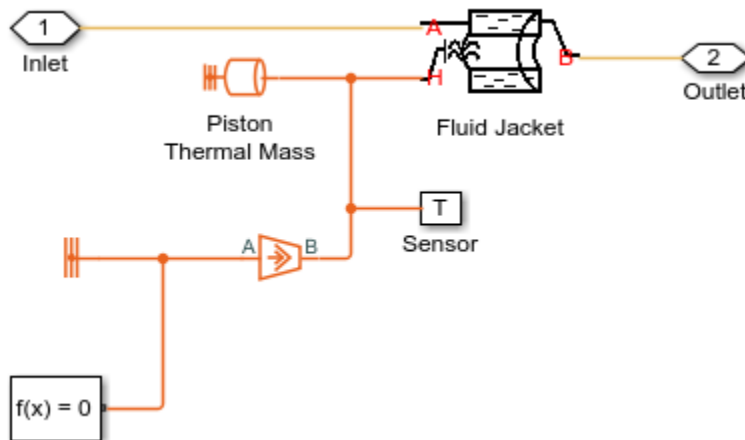 1
A
Inlet
H
B
2
Outlet
Piston
Thermal Mass
Fluid Jacket
T
Sensor
A
B
f(x) = 0